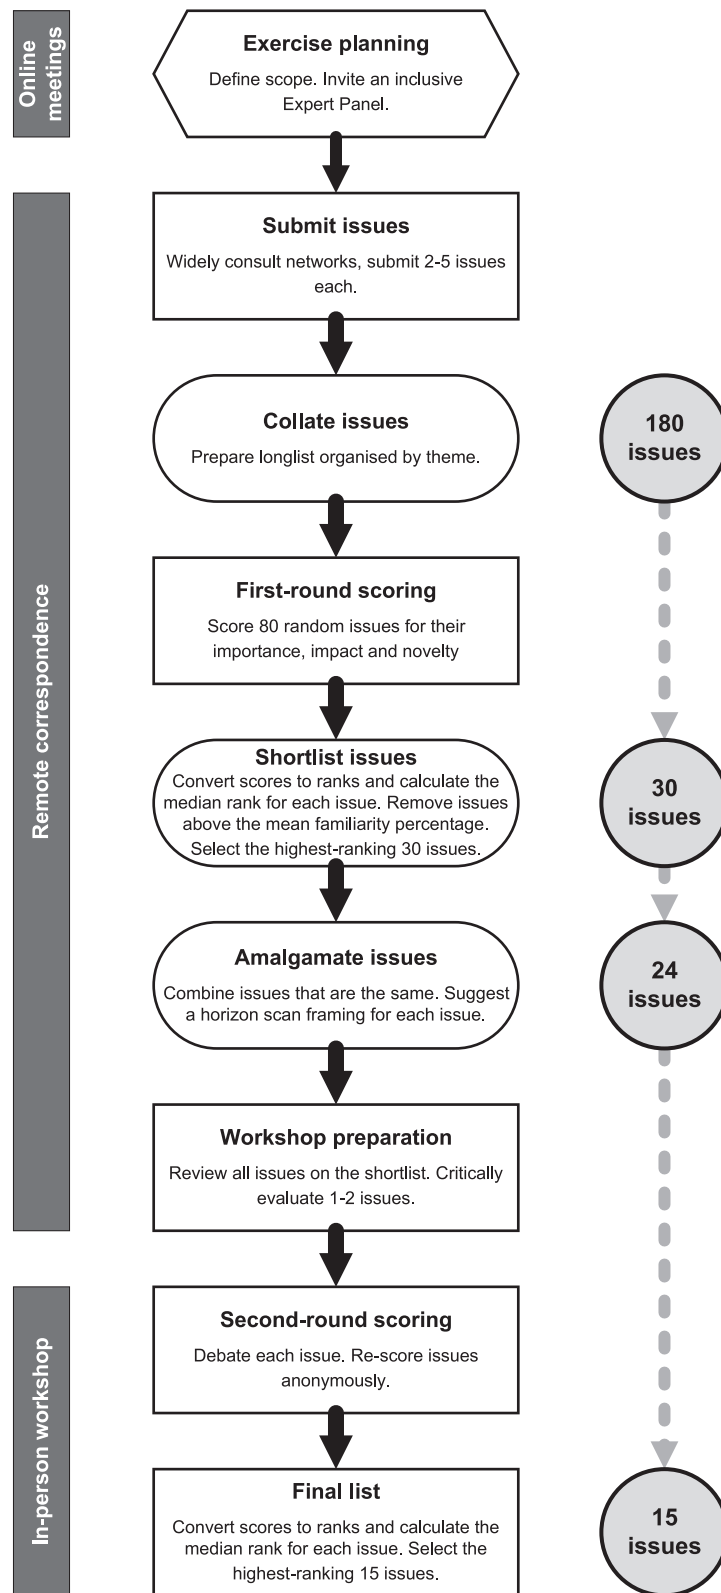 Online
meetings
Exercise planning
Define scope. Invite an inclusive
Expert Panel.
Remote correspondence
Submit issues
Widely consult networks, submit 2-5 issues
each.
Collate issues
Prepare longlist organised by theme.
180
issues
First-round scoring
Score 80 random issues for their
importance, impact and novelty
Shortlist issues
Convert scores to ranks and calculate the
median rank for each issue. Remove issues
above the mean familiarity percentage.
Select the highest-ranking 30 issues.
30
issues
Amalgamate issues
Combine issues that are the same. Suggest
a horizon scan framing for each issue.
24
issues
Workshop preparation
Review all issues on the shortlist. Critically
evaluate 1-2 issues.
In-person workshop
Second-round scoring
Debate each issue. Re-score issues
anonymously.
Final list
Convert scores to ranks and calculate the
median rank for each issue. Select the
highest-ranking 15 issues.
15
issues